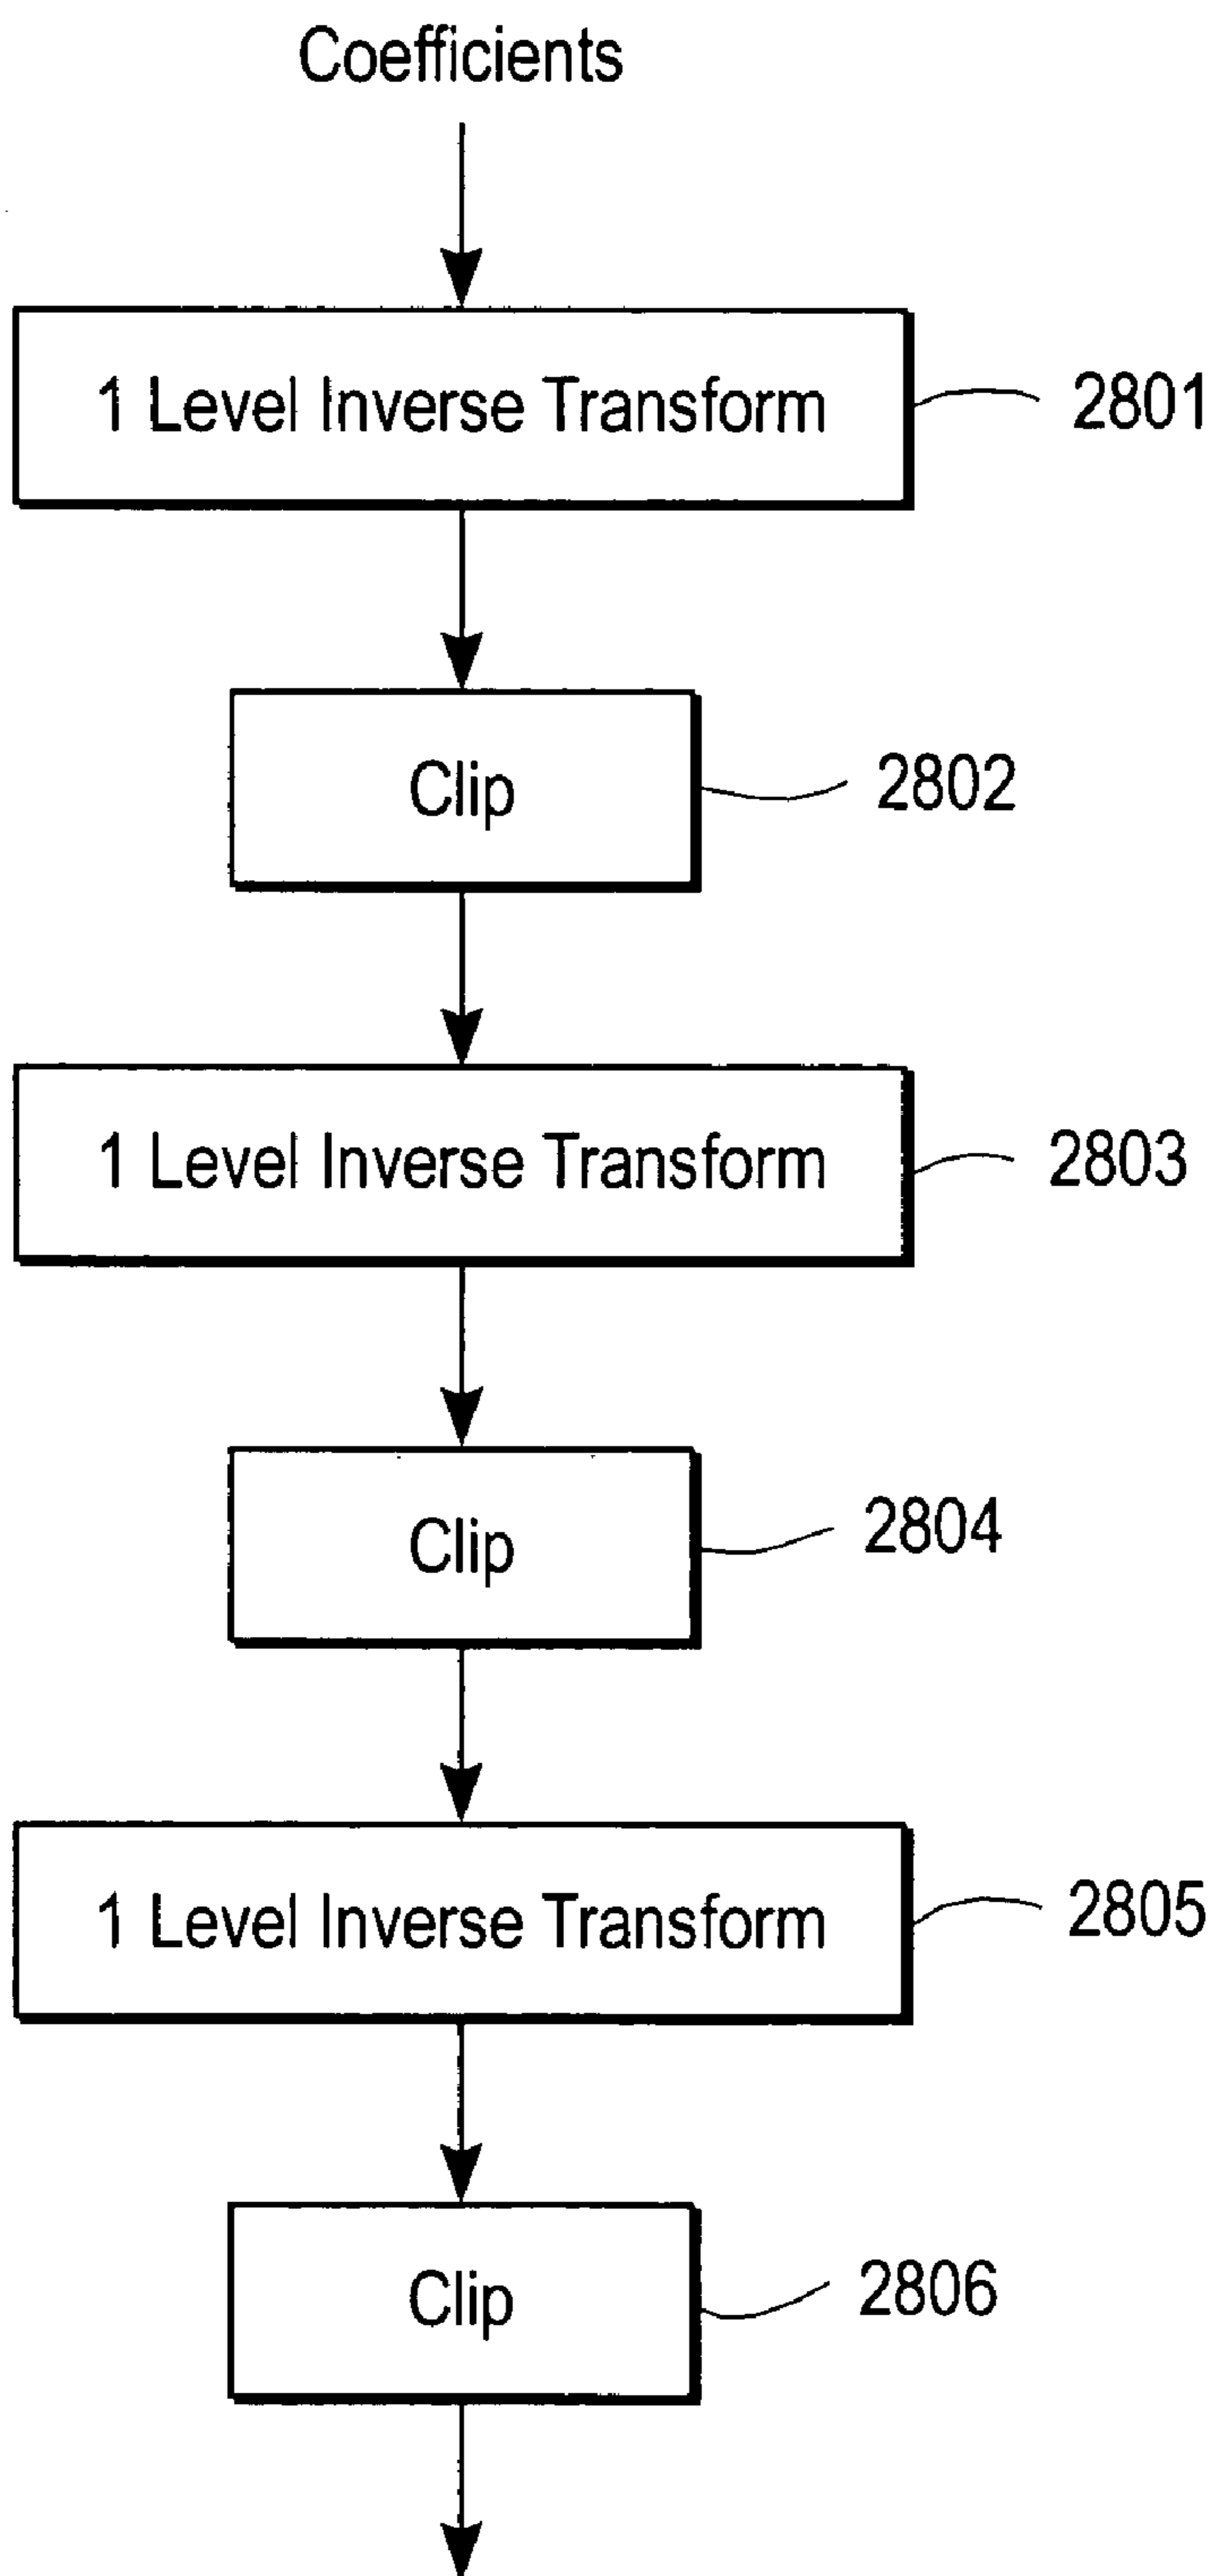 Coefficients
1 Level Inverse Transform
2801
Clip
2802
1 Level Inverse Transform
2803
Clip
2804
1 Level Inverse Transform
2805
Clip
2806